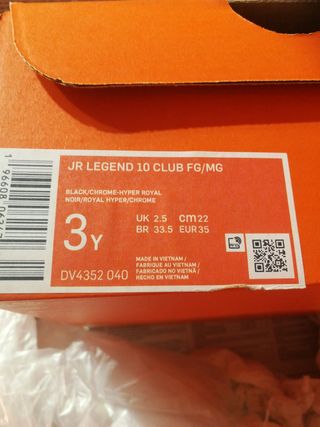 JR LEGEND 10 CLUB FG/MG
BLACK/CHROME-HYPER ROYAL
NOIR/ROYAL HYPER/CHROME
3 Y
UK 2.5 cm 22
BR 33.5 EUR 35
DV4352 040
MADE IN VIETNAM /
FABRIQUÉ AU VIETNAM /
FABRICADO NO VIETNÃ /
HECHO EN VIETNAM